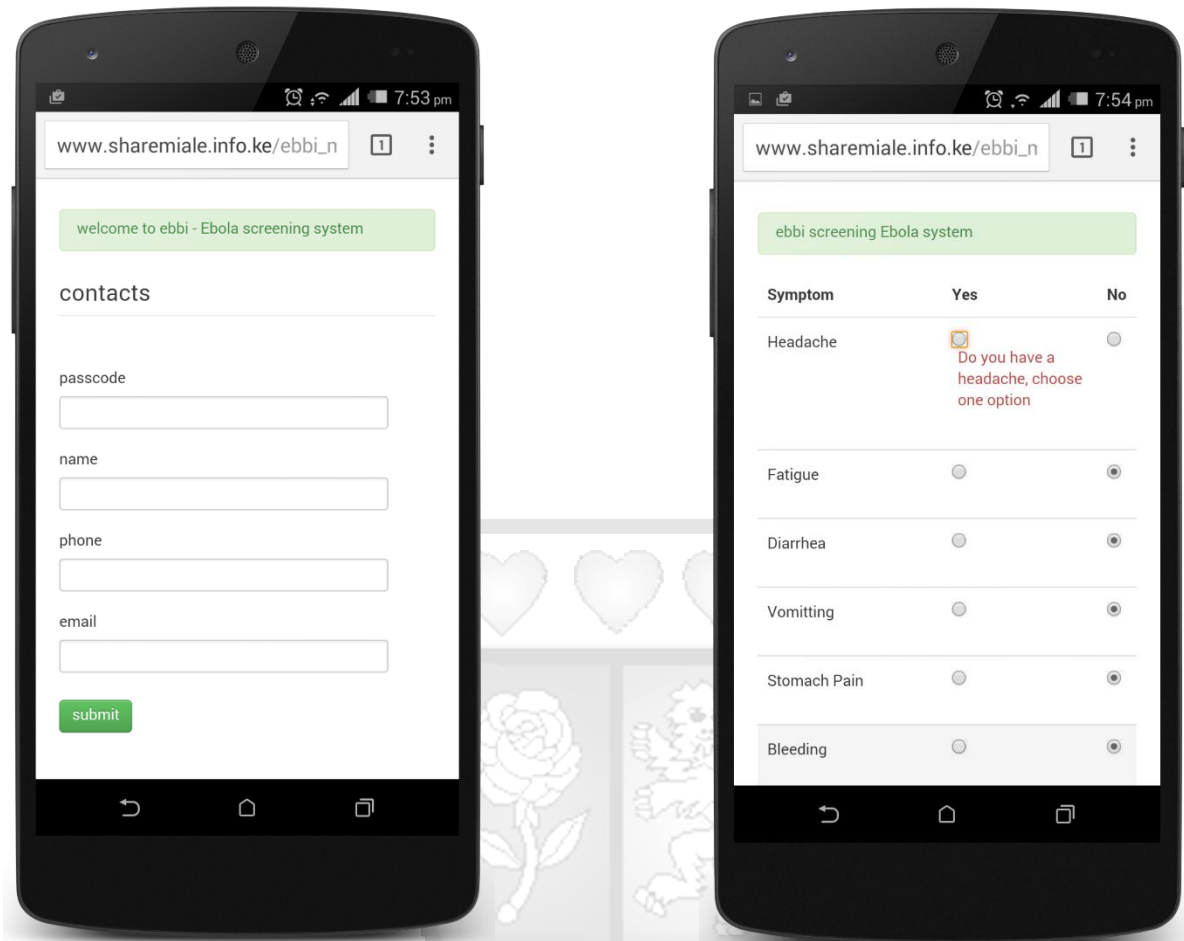 7:53 pm
www.sharemiale.info.ke/ebbi_n
1
welcome to ebbi - Ebola screening system
contacts
passcode
name
phone
email
submit
7:54 pm
www.sharemiale.info.ke/ebbi_n
1
ebbi screening Ebola system
Symptom Yes No
Headache
Do you have a
headache, choose
one option
Fatigue
Diarrhea
Vomitting
Stomach Pain
Bleeding